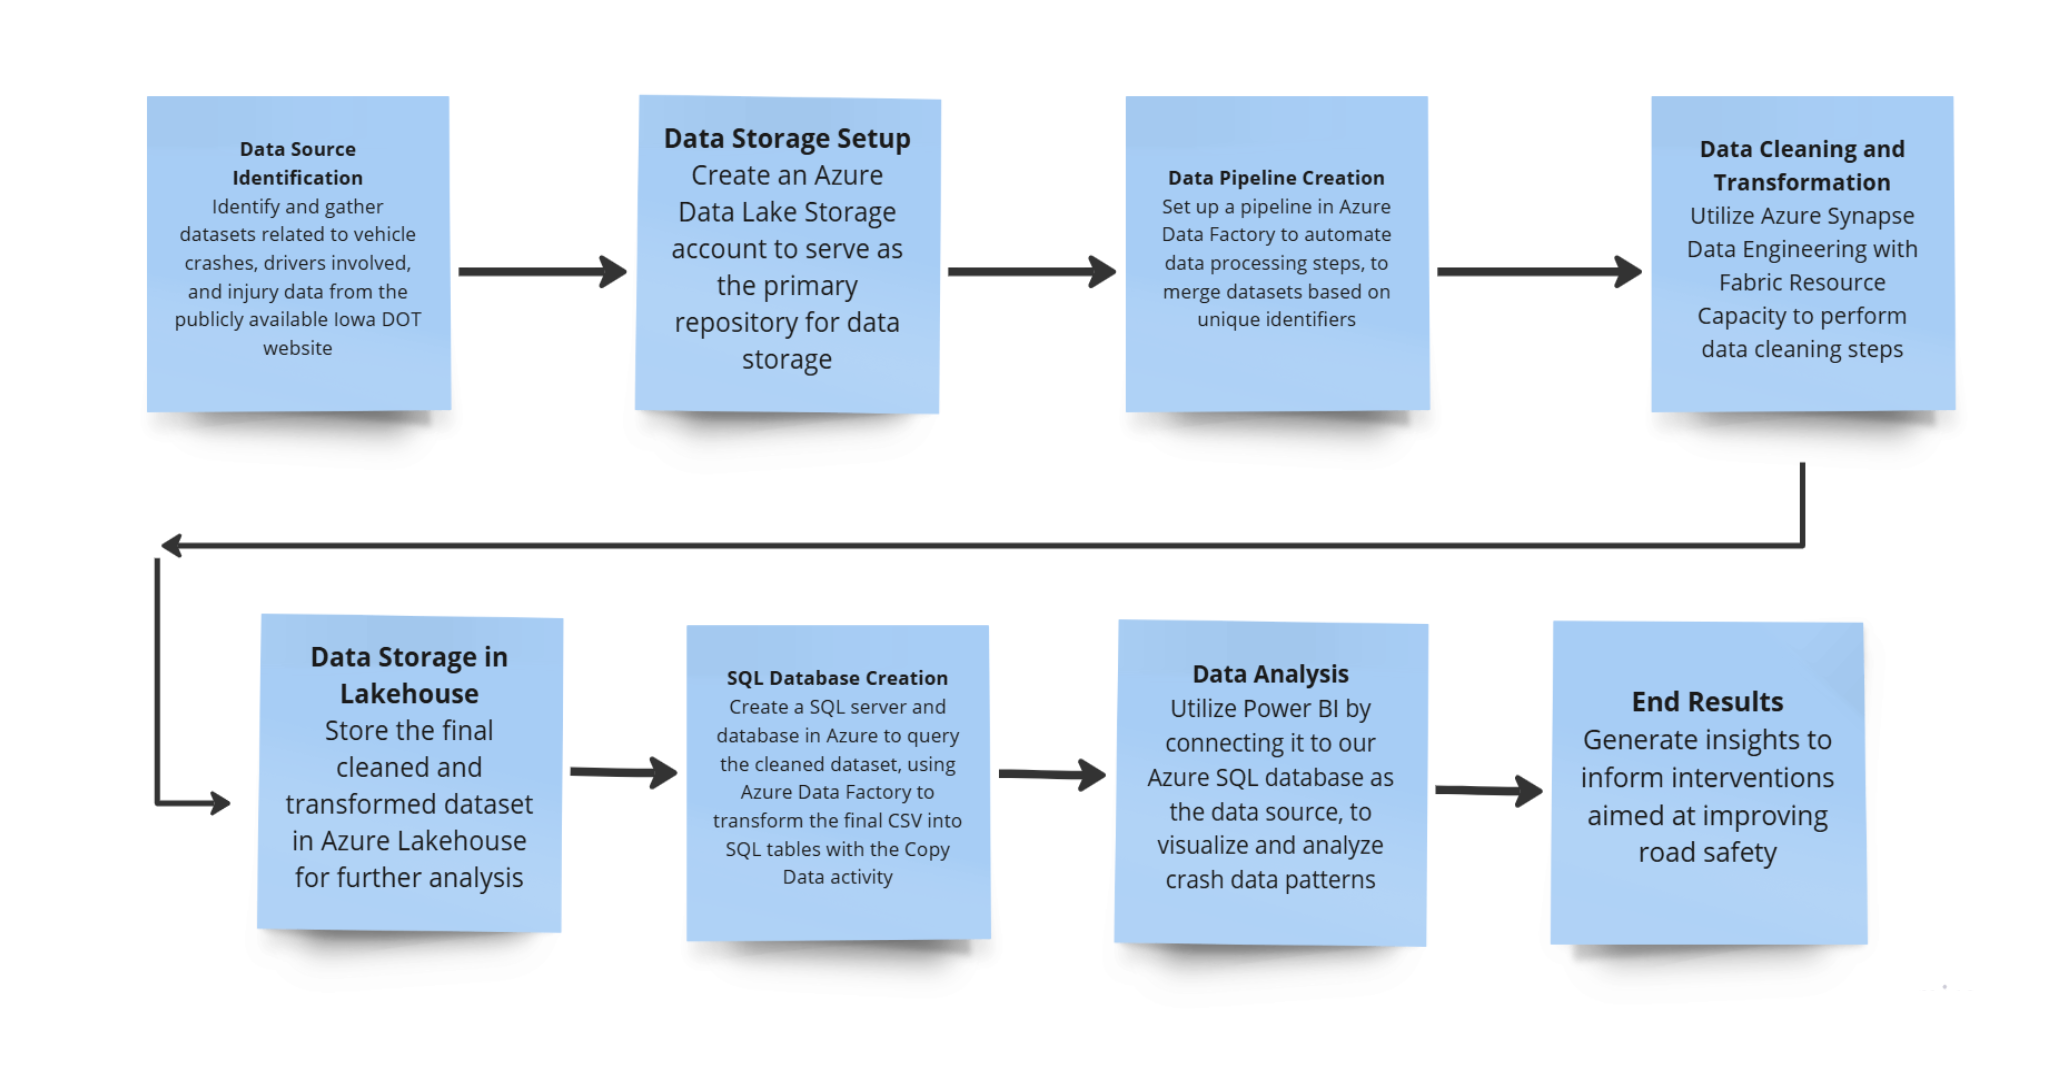 Data Source
Identification
Identify and gather
datasets related to vehicle
crashes, drivers involved,
and injury data from the
publicly available Iowa DOT
website
Data Storage Setup
Create an Azure
Data Lake Storage
account to serve as
the primary
repository for data
storage
Data Pipeline Creation
Set up a pipeline in Azure
Data Factory to automate
data processing steps, to
merge datasets based on
unique identifiers
Data Cleaning and
Transformation
Utilize Azure Synapse
Data Engineering with
Fabric Resource
Capacity to perform
data cleaning steps
Data Storage in
Lakehouse
Store the final
cleaned and
transformed dataset
in Azure Lakehouse
for further analysis
SQL Database Creation
Create a SQL server and
database in Azure to query
the cleaned dataset, using
Azure Data Factory to
transform the final CSV into
SQL tables with the Copy
Data activity
Data Analysis
Utilize Power BI by
connecting it to our
Azure SQL database as
the data source, to
visualize and analyze
crash data patterns
End Results
Generate insights to
inform interventions
aimed at improving
road safety